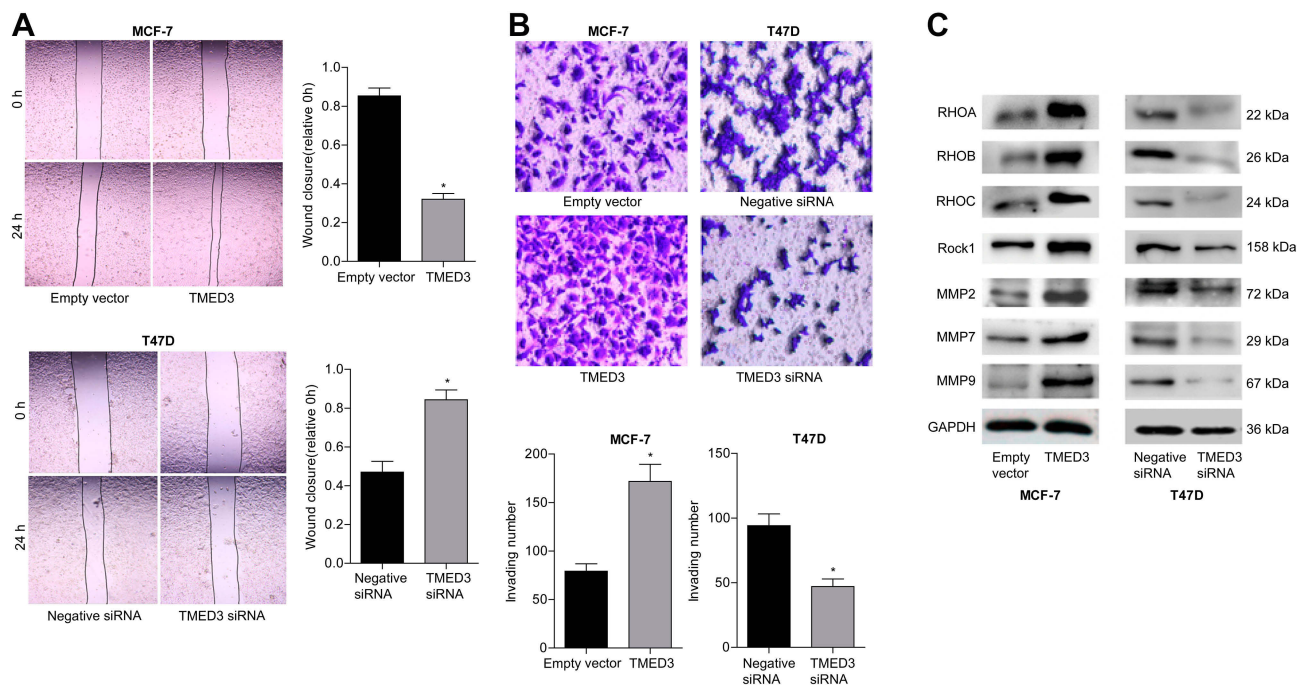 A
MCF-7
0 h
24 h
Empty vector
TMED3
Wound closure(relative 0h)
1.0
0.8
0.6
0.4
0.2
0.0
*
Empty vector
TMED3
T47D
0 h
24 h
Negative siRNA
TMED3 siRNA
Wound closure(relative 0h)
1.0
0.8
0.6
0.4
0.2
0.0
*
Negative
siRNA
TMED3
siRNA
B
MCF-7
T47D
Empty vector
Negative siRNA
TMED3
TMED3 siRNA
MCF-7
Invading number
200
150
100
50
0
*
Empty vector
TMED3
T47D
Invading number
150
100
50
0
*
Negative
siRNA
TMED3
siRNA
C
RHOA
22 kDa
RHOB
26 kDa
RHOC
24 kDa
Rock1
158 kDa
MMP2
72 kDa
MMP7
29 kDa
MMP9
67 kDa
GAPDH
36 kDa
Empty
vector
TMED3
Negative
siRNA
TMED3
siRNA
MCF-7
T47D